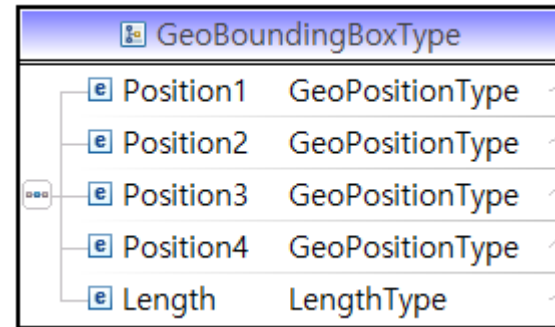 GeoBoundingBoxType
e Position1 GeoPositionType
e Position2 GeoPositionType
e Position3 GeoPositionType
e Position4 GeoPositionType
e Length LengthType